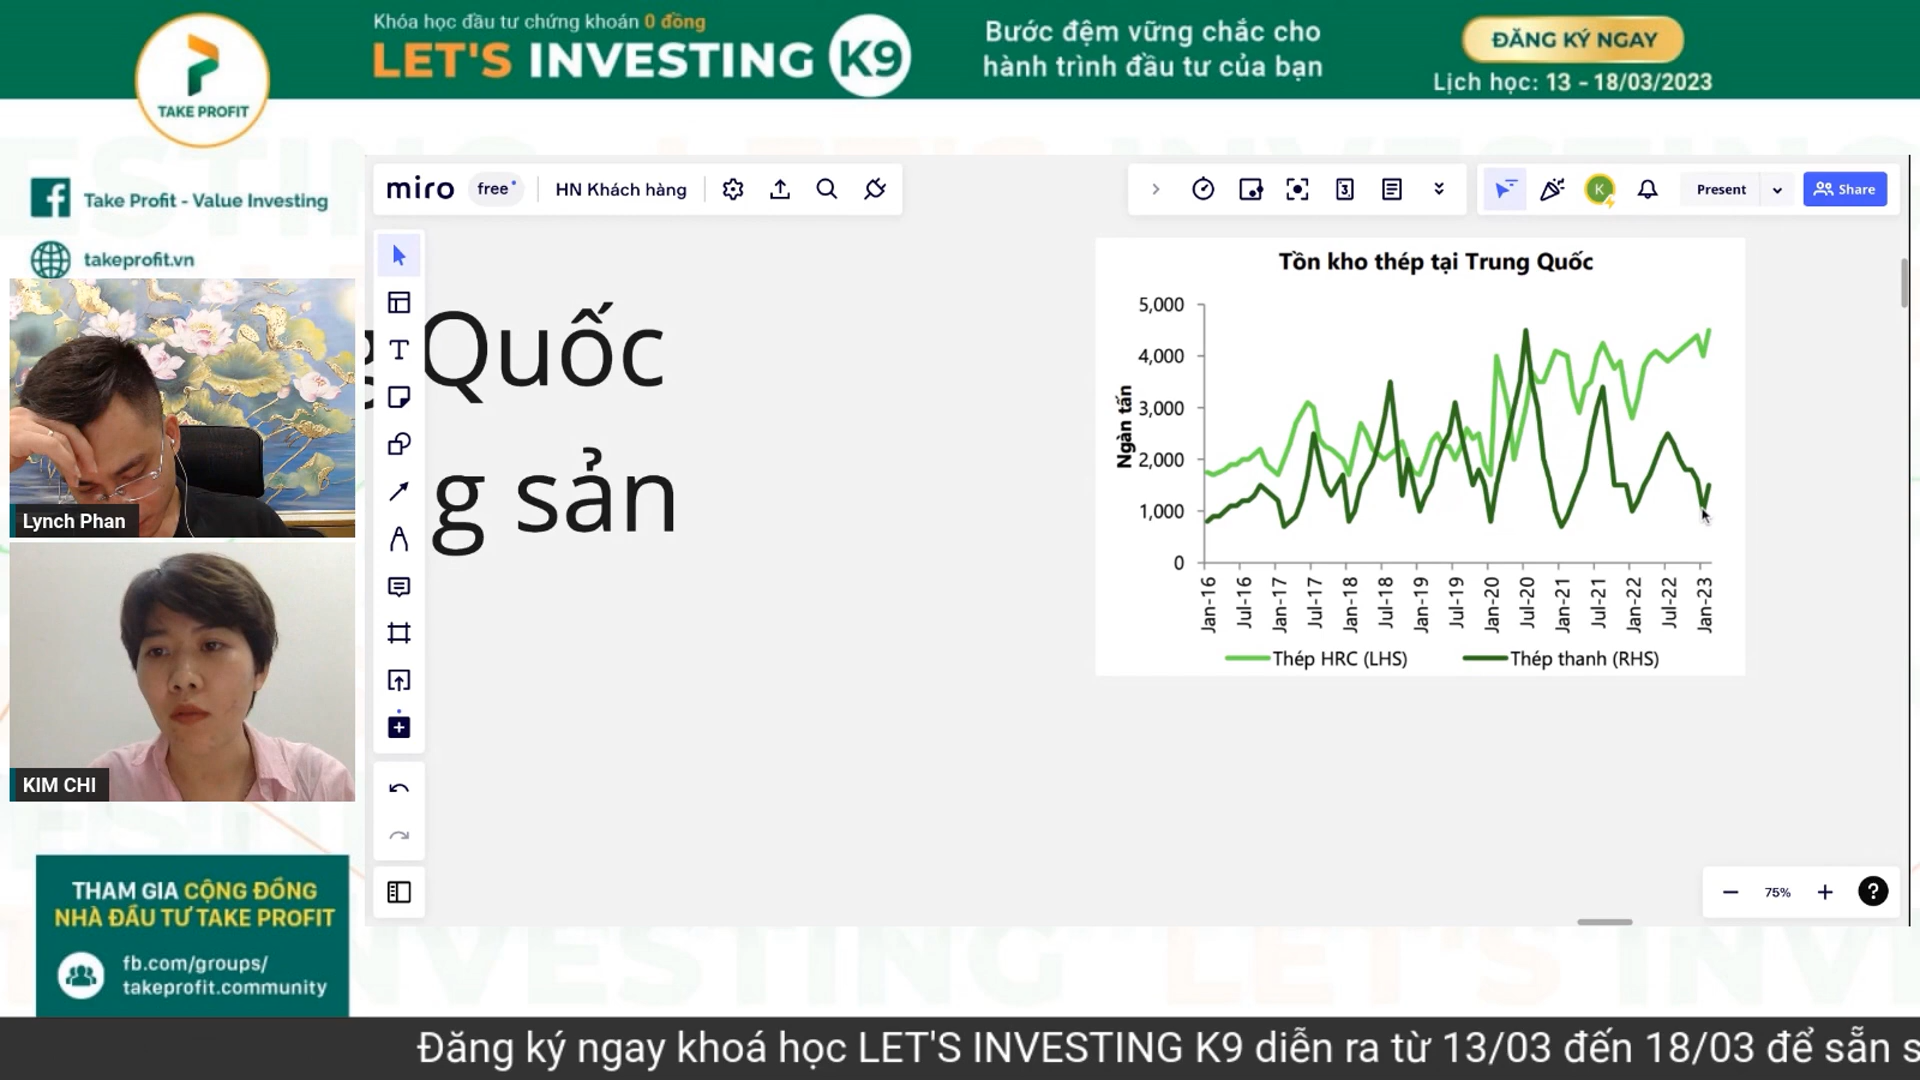 Khóa học đầu tư chứng khoán 0 đồng
LET'S INVESTING K9
Bước đệm vững chắc cho
hành trình đầu tư của bạn
ĐĂNG KÝ NGAY
Lịch học: 13 - 18/03/2023
TAKE PROFIT
Take Profit - Value Investing
takeprofit.vn
miro
free
HN Khách hàng
3
K
Present
Share
g Quốc
g sản
Tồn kho thép tại Trung Quốc
Ngàn tấn
5,000
4,000
3,000
2,000
1,000
0
Jan-16
Jul-16
Jan-17
Jul-17
Jan-18
Jul-18
Jan-19
Jul-19
Jan-20
Jul-20
Jan-21
Jul-21
Jan-22
Jul-22
Jan-23
Thép HRC (LHS)
Thép thanh (RHS)
Lynch Phan
KIM CHI
75%
?
THAM GIA CỘNG ĐỒNG
NHÀ ĐẦU TƯ TAKE PROFIT
fb.com/groups/
takeprofit.community
Đăng ký ngay khoá học LET'S INVESTING K9 diễn ra từ 13/03 đến 18/03 để sẵn s